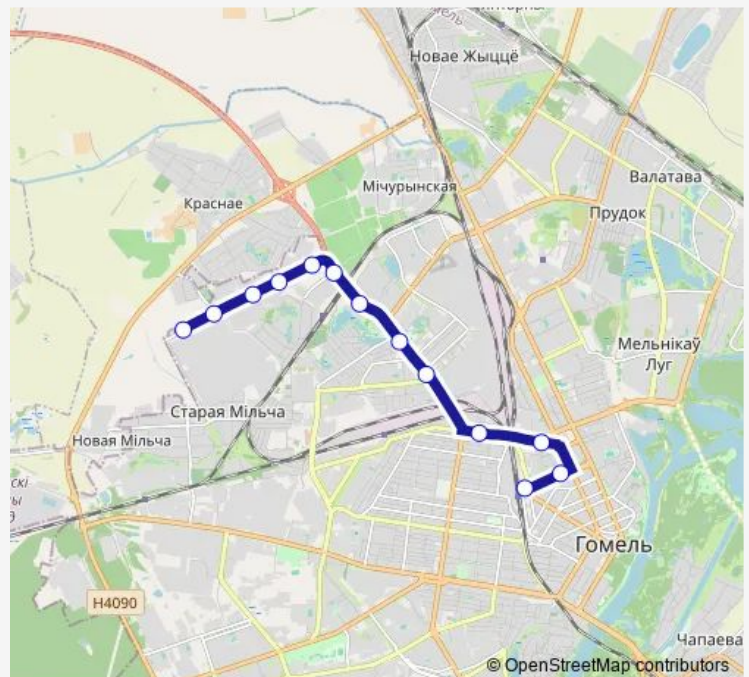 Новае Жыццё
Валатава
Мічурынская
Краснае
Прудок
Мельнікаў
Луг
Старая Мільча
Новая Мільча
Гомель
Н4090
Чапаева
© OpenStreetMap contributors